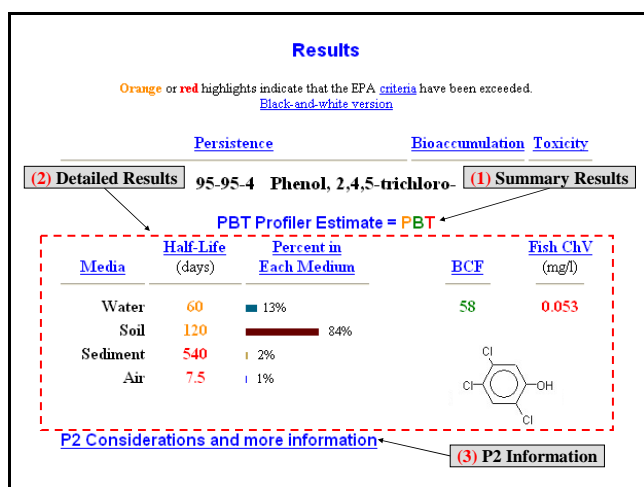 Results
Orange or red highlights indicate that the EPA criteria have been exceeded.
Black-and-white version
Persistence Bioaccumulation Toxicity
(2) Detailed Results
95-95-4 Phenol, 2,4,5-trichloro-
(1) Summary Results
PBT Profiler Estimate = PBT
Half-Life Percent in Fish ChV
Media (days) Each Medium BCF (mg/l)
Water 60 13% 58 0.053
Soil 120 84%
Sediment 540 2%
Air 7.5 1%
Cl
Cl
OH
Cl
P2 Considerations and more information
(3) P2 Information